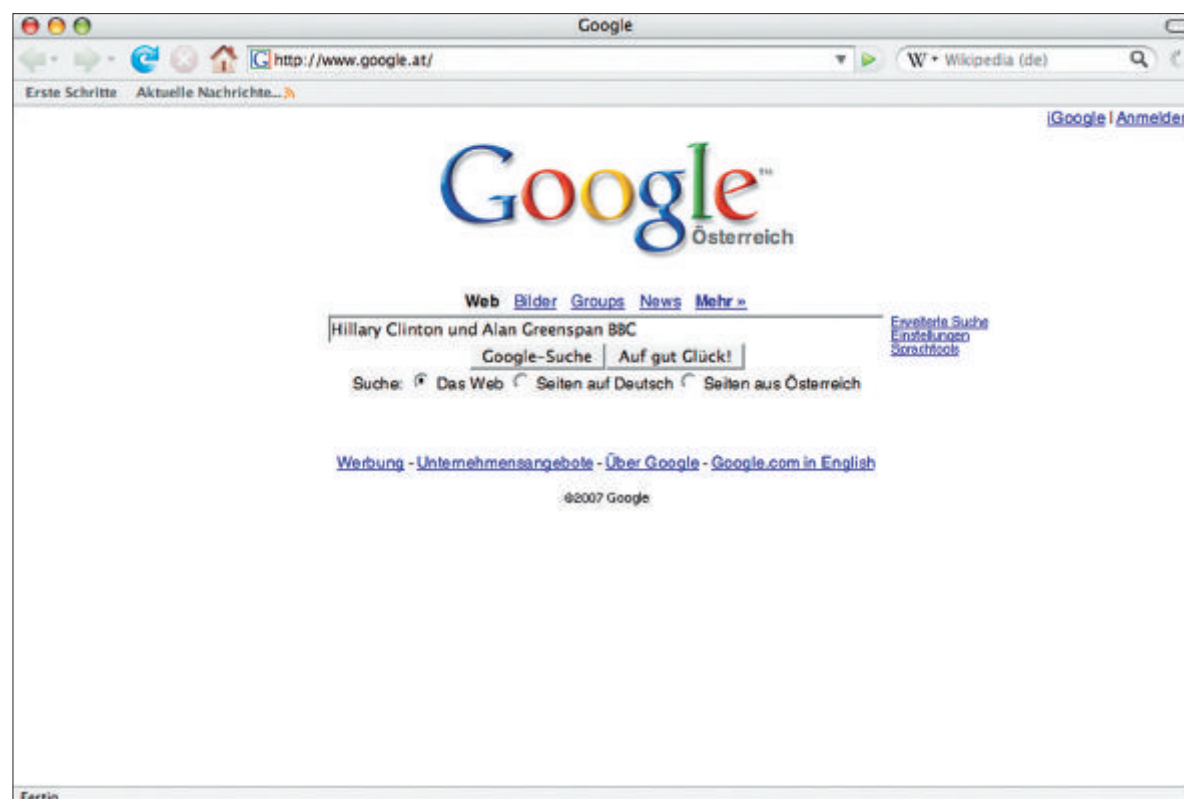 Google
http://www.google.at/
W Wikipedia (de)
Erste Schritte Aktuelle Nachrichte...
iGoogle | Anmelden
Google™
Österreich
Web Bilder Groups News Mehr »
Hillary Clinton und Alan Greenspan BBC
Erweiterte Suche
Einstellungen
Sprachtools
Google-Suche Auf gut Glück!
Suche: Das Web Seiten auf Deutsch Seiten aus Österreich
Werbung - Unternehmensangebote - Über Google - Google.com in English
©2007 Google
Fertig